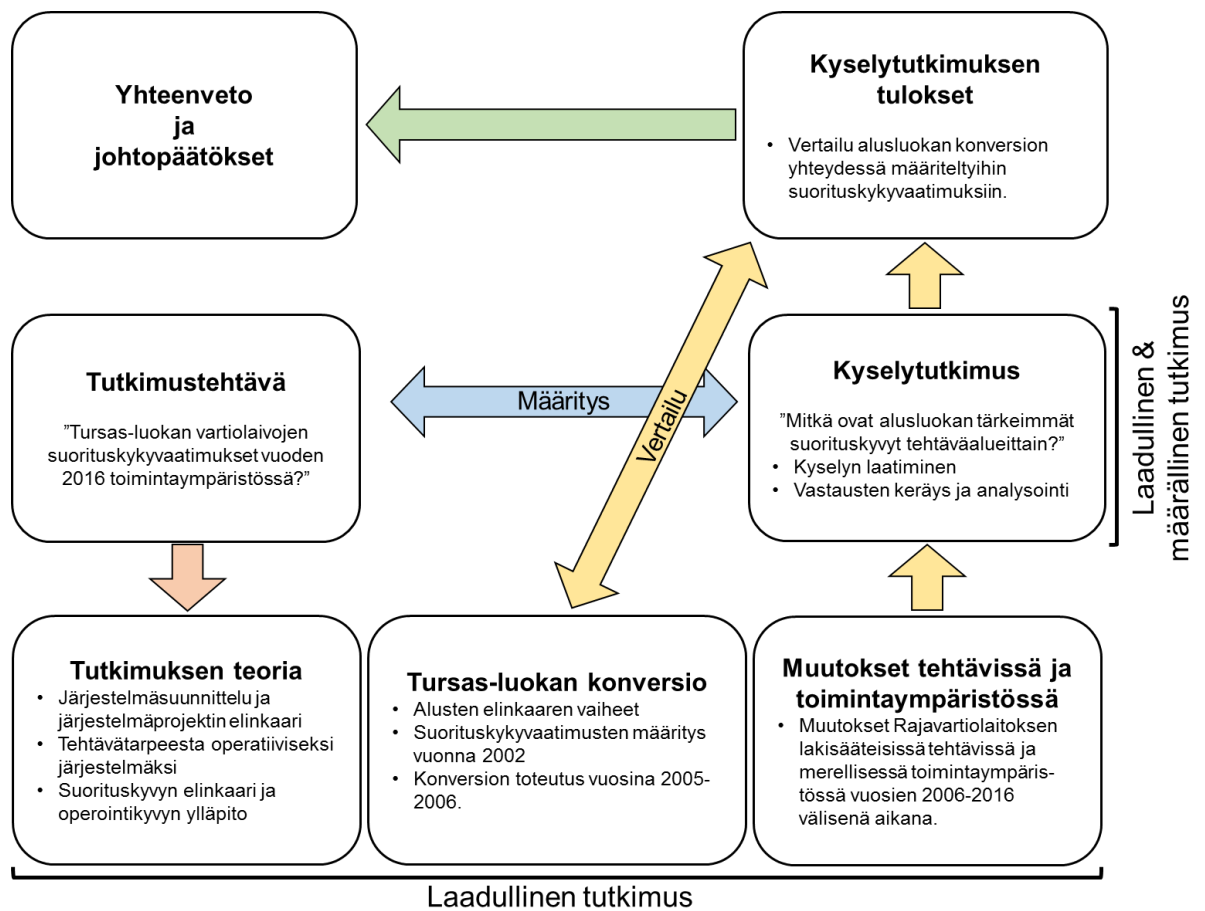 Yhteenveto
ja
johtopäätökset
Kyselytutkimuksen
tulokset
• Vertailu alusluokan konversion
yhteydessä määriteltyihin
suorituskykyvaatimuksiin.
Tutkimustehtävä
”Tursas-luokan vartiolaivojen
suorituskykyvaatimukset vuoden
2016 toimintaympäristössä?”
Määritys
Vertailu
Kyselytutkimus
”Mitkä ovat alusluokan tärkeimmät
suorituskyvyt tehtäväalueittain?”
• Kyselyn laatiminen
• Vastausten keräys ja analysointi
Laadullinen &
määrällinen tutkimus
Tutkimuksen teoria
• Järjestelmäsuunnittelu ja
järjestelmäprojektin elinkaari
• Tehtävätarpeesta operatiiviseksi
järjestelmäksi
• Suorituskyvyn elinkaari ja
operointikyvyn ylläpito
Tursas-luokan konversio
• Alusten elinkaaren vaiheet
• Suorituskykyvaatimusten määritys
vuonna 2002
• Konversion toteutus vuosina 2005-
2006.
Muutokset tehtävissä ja
toimintaympäristössä
• Muutokset Rajavartiolaitoksen
lakisääteisissä tehtävissä ja
merellisessä toimintaympäris-
tössä vuosien 2006-2016
välisenä aikana.
Laadullinen tutkimus